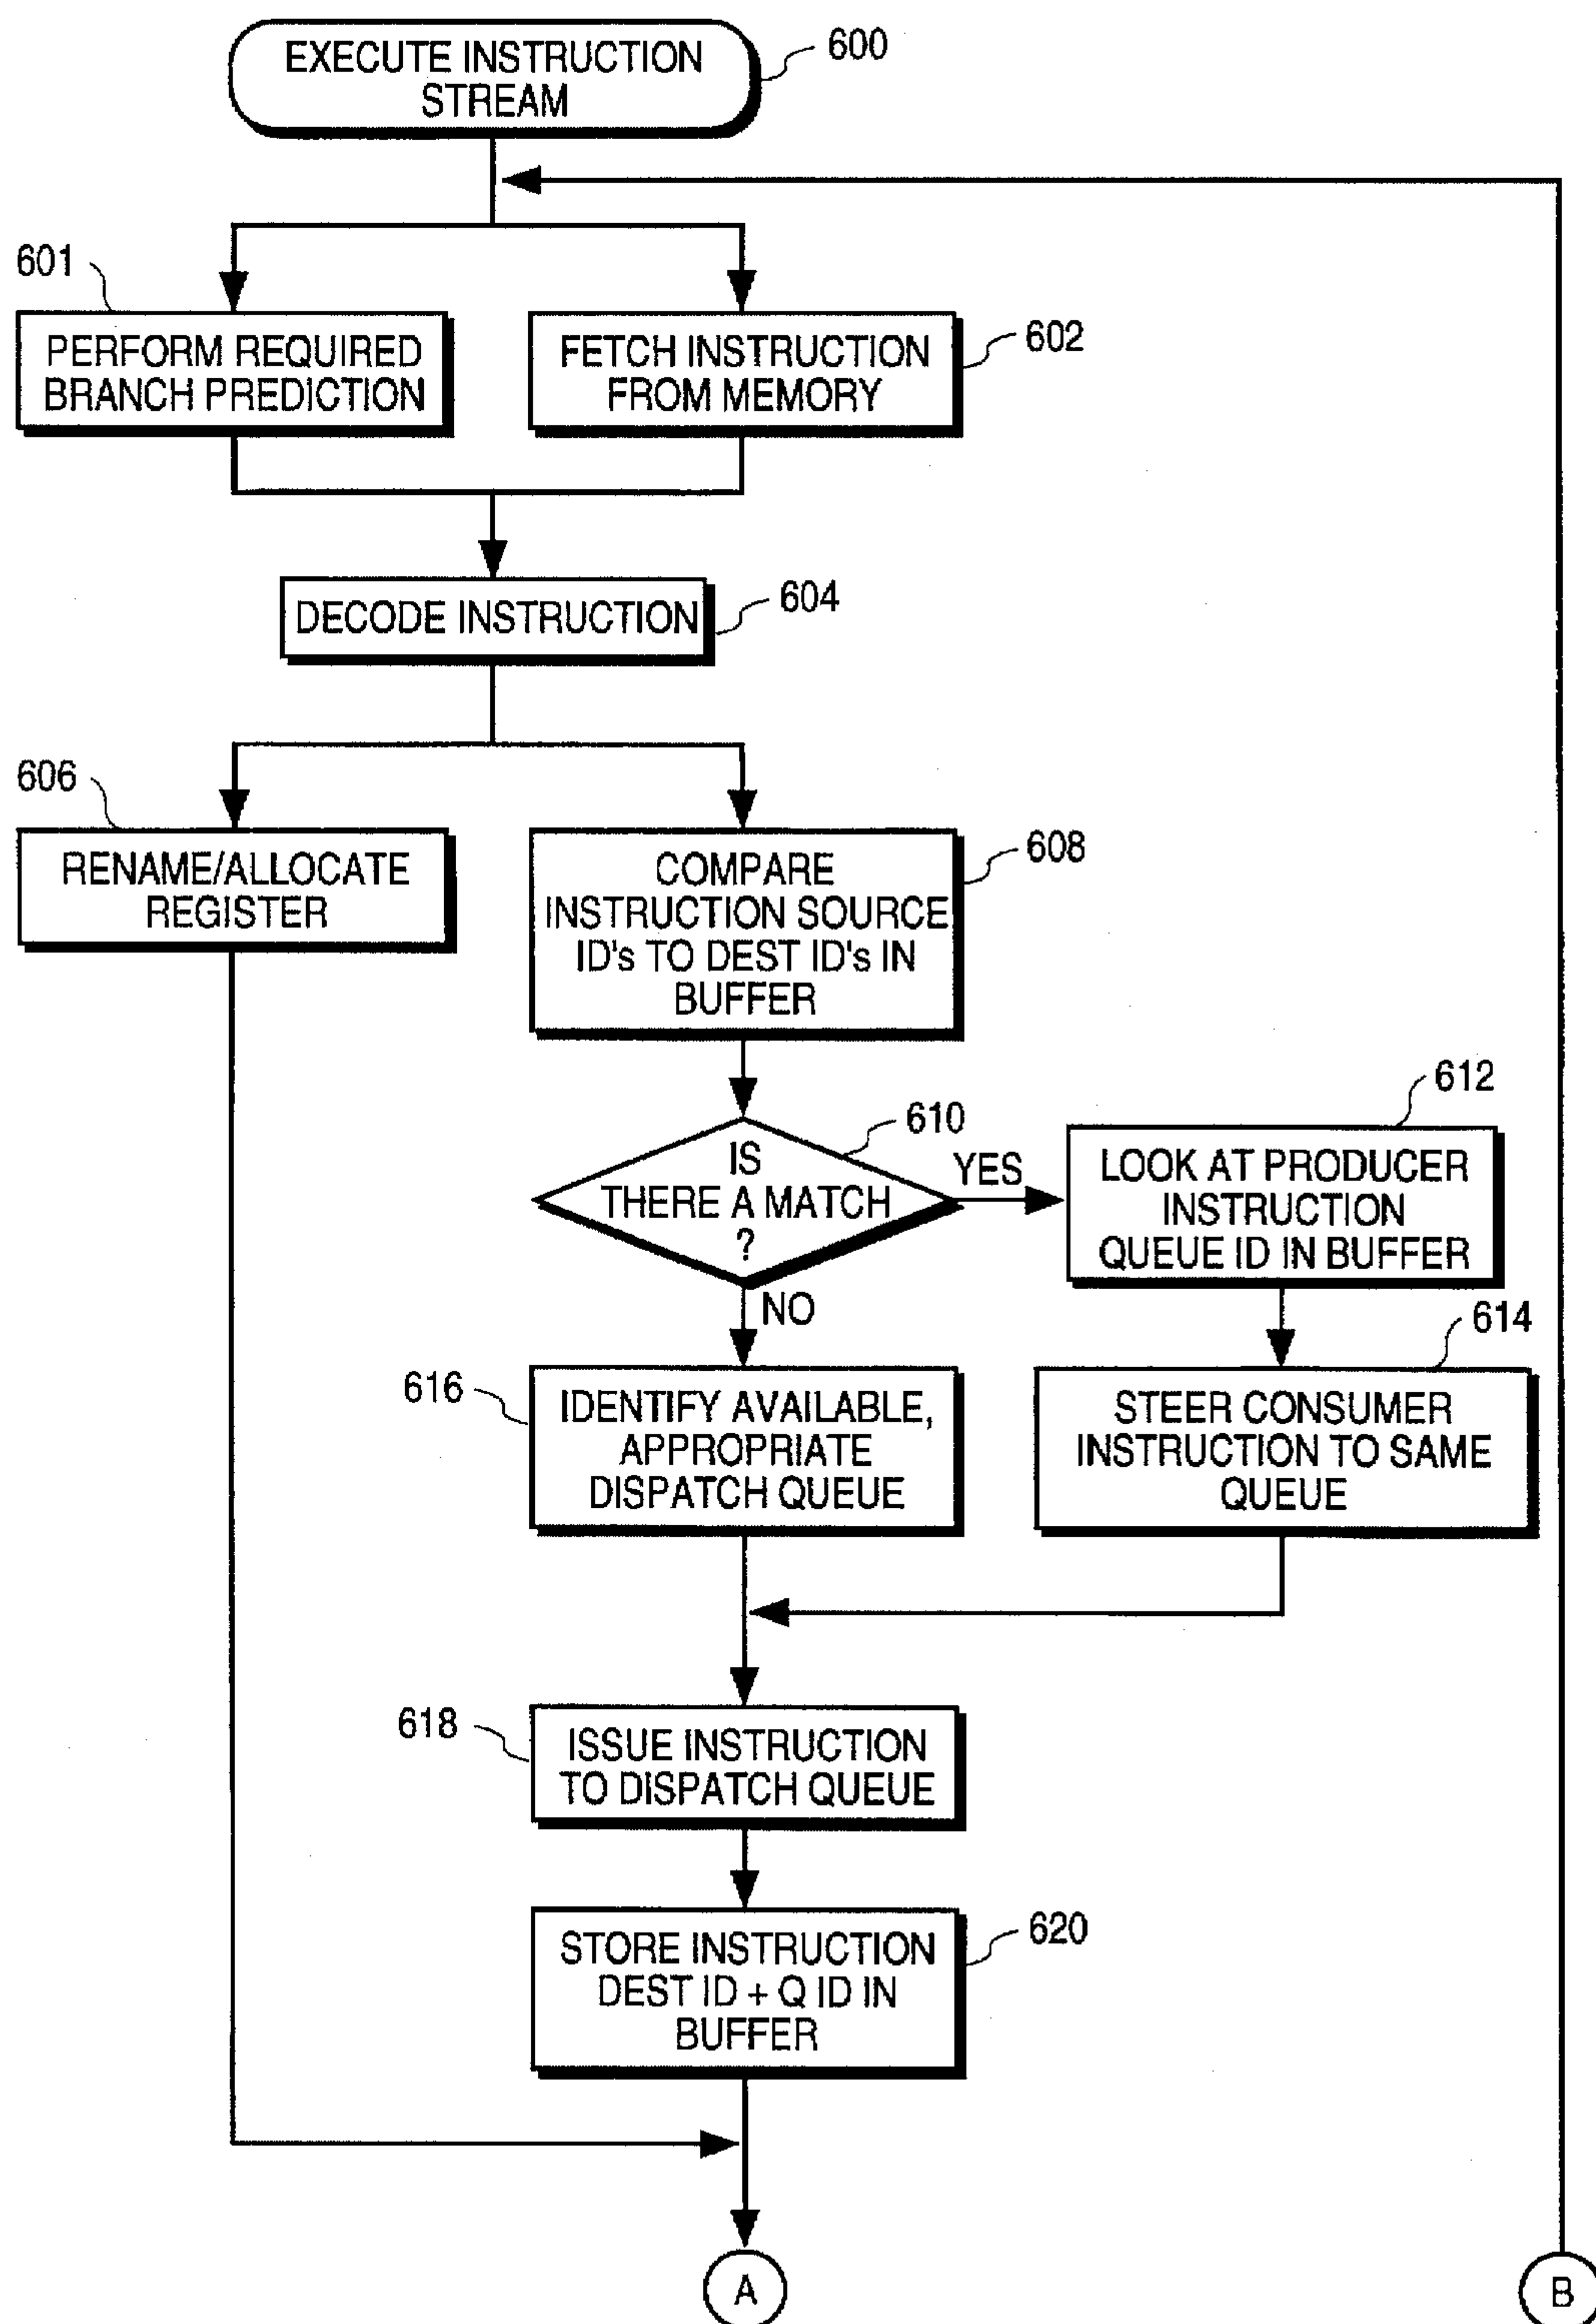 EXECUTE INSTRUCTION
STREAM
600
601
PERFORM REQUIRED
BRANCH PREDICTION
FETCH INSTRUCTION
FROM MEMORY
602
DECODE INSTRUCTION
604
606
RENAME/ALLOCATE
REGISTER
COMPARE
INSTRUCTION SOURCE
ID's TO DEST ID's IN
BUFFER
608
610
IS
THERE A MATCH
?
YES
NO
612
LOOK AT PRODUCER
INSTRUCTION
QUEUE ID IN BUFFER
614
STEER CONSUMER
INSTRUCTION TO SAME
QUEUE
616
IDENTIFY AVAILABLE,
APPROPRIATE
DISPATCH QUEUE
618
ISSUE INSTRUCTION
TO DISPATCH QUEUE
STORE INSTRUCTION
DEST ID + Q ID IN
BUFFER
620
A
B